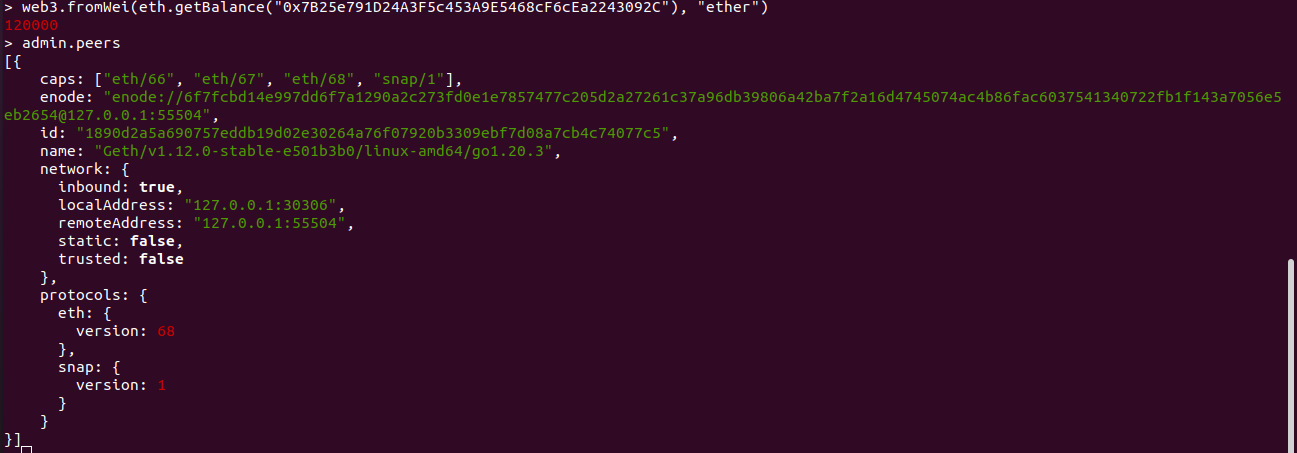 > web3.fromWei(eth.getBalance("0x7B25e791D24A3F5c453A9E5468cF6cEa2243092C"), "ether")
120000
> admin.peers
[{
    caps: ["eth/66", "eth/67", "eth/68", "snap/1"],
    enode: "enode://6f7fcbd14e997dd6f7a1290a2c273fd0e1e7857477c205d2a27261c37a96db39806a42ba7f2a16d4745074ac4b86fac6037541340722fb1f143a7056e5
eb2654@127.0.0.1:55504",
    id: "1890d2a5a690757eddb19d02e30264a76f07920b3309ebf7d08a7cb4c74077c5",
    name: "Geth/v1.12.0-stable-e501b3b0/linux-amd64/go1.20.3",
    network: {
      inbound: true,
      localAddress: "127.0.0.1:30306",
      remoteAddress: "127.0.0.1:55504",
      static: false,
      trusted: false
    },
    protocols: {
      eth: {
        version: 68
      },
      snap: {
        version: 1
      }
    }
}]